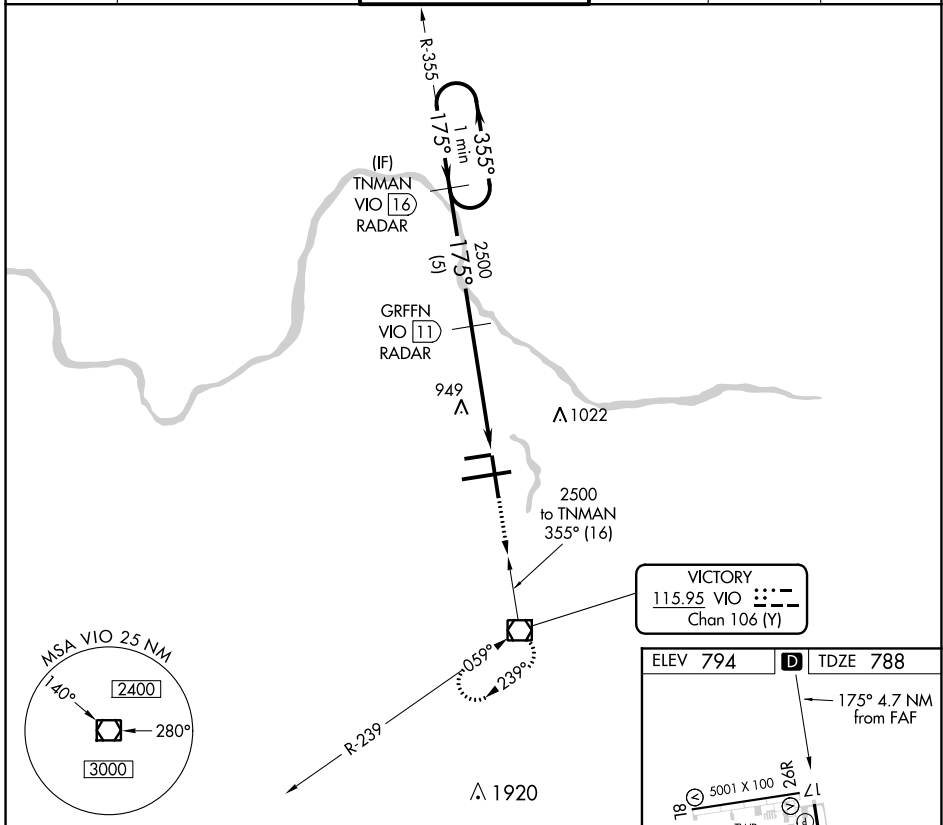 R-355
175°
1 min
355°
(IF)
TNMAN
VIO 16
RADAR
2500
175°
(5)
GRFFN
VIO 11
RADAR
949
1022
2500
to TNMAN
355° (16)
VICTORY
115.95 VIO
Chan 106 (Y)
059°
239°
R-239
1920
MSA VIO 25 NM
140°
2400
280°
3000
ELEV 794
D
TDZE 788
175° 4.7 NM
from FAF
5001 X 100
26R
8L
17
TWR
P
V
V